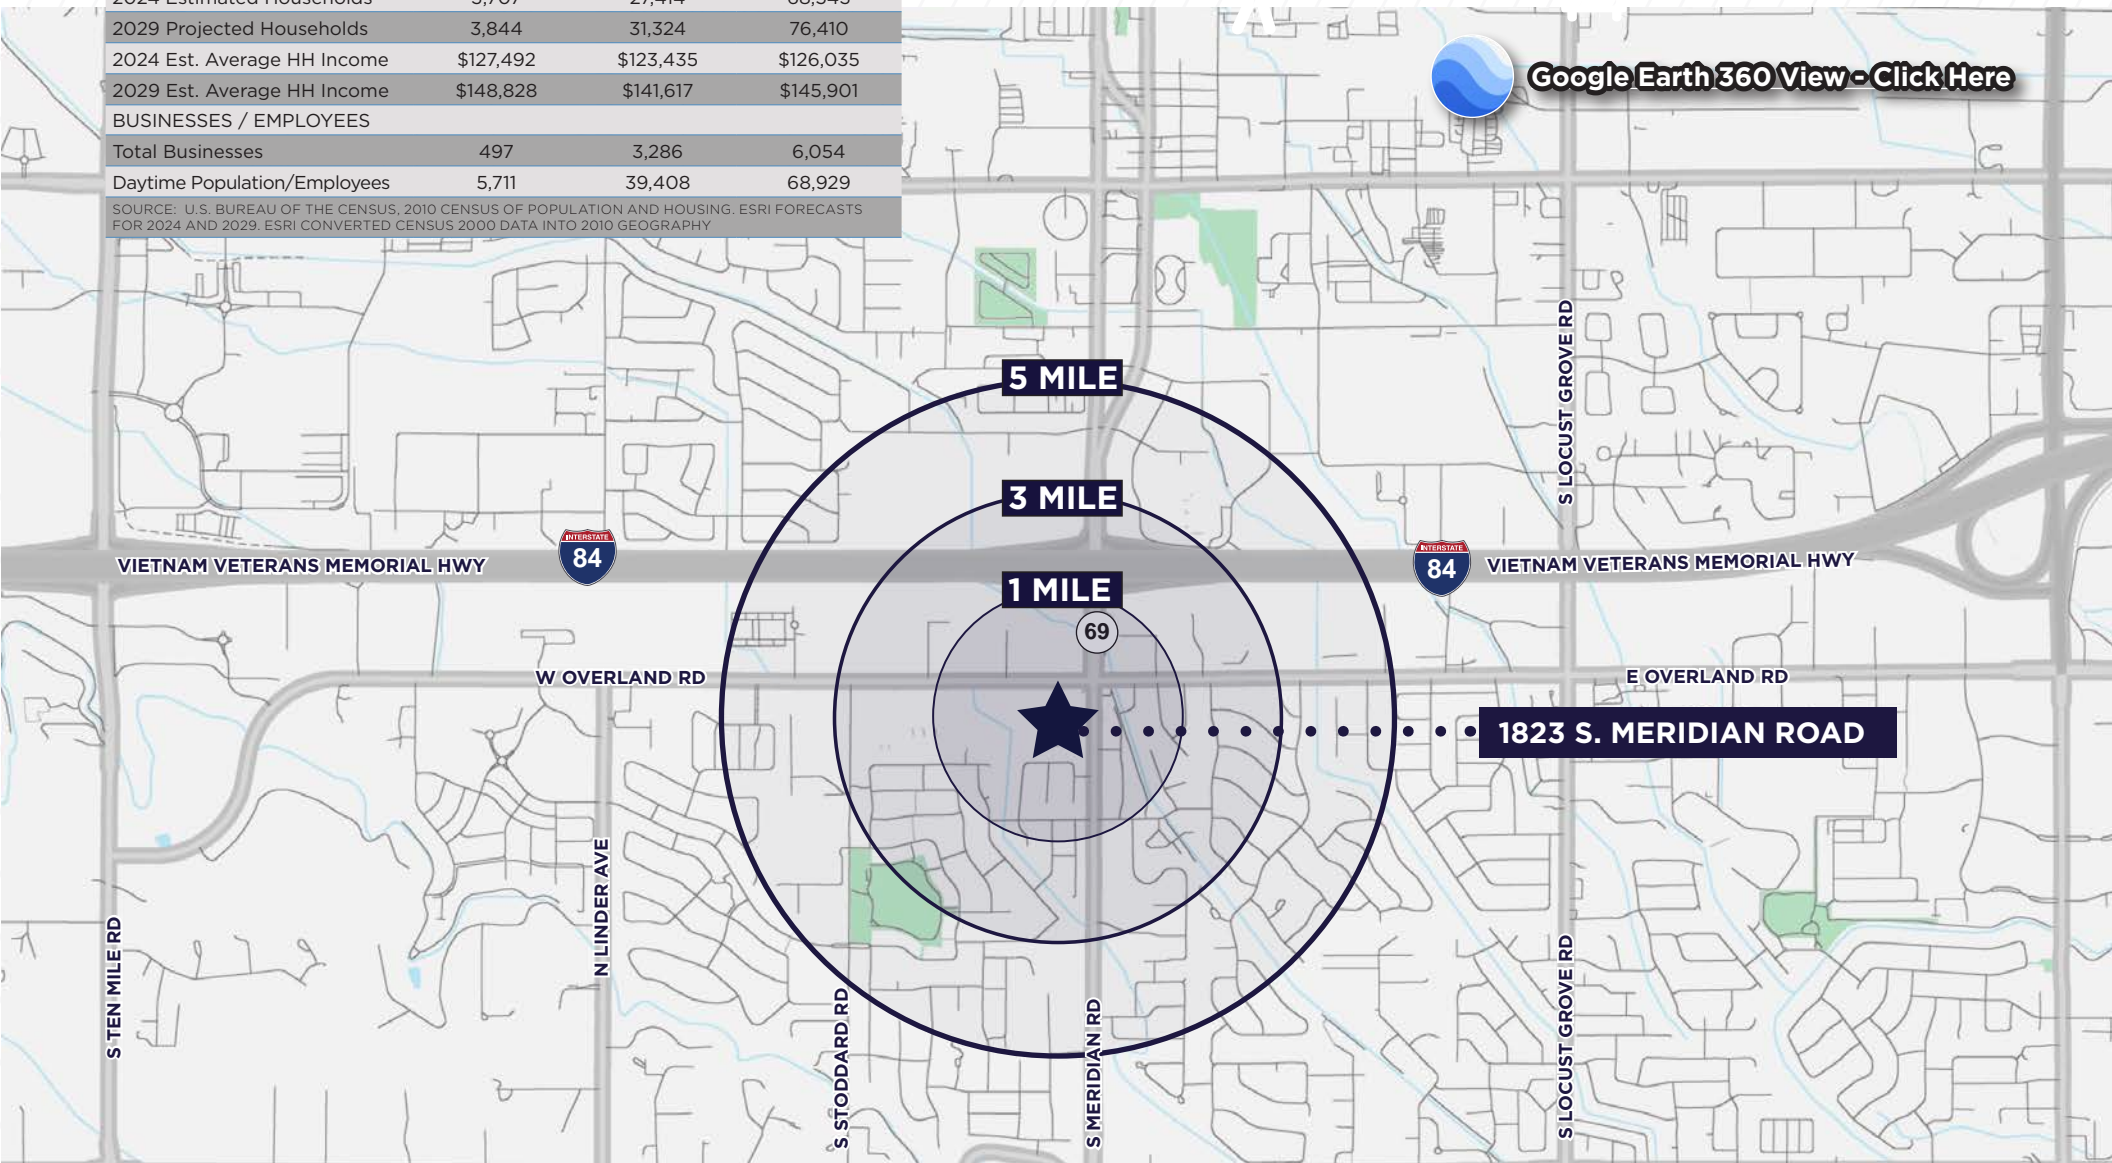 2029 Projected Households 3,844 31,324 76,410
2024 Est. Average HH Income $127,492 $123,435 $126,035
2029 Est. Average HH Income $148,828 $141,617 $145,901
BUSINESSES / EMPLOYEES
Total Businesses 497 3,286 6,054
Daytime Population/Employees 5,711 39,408 68,929
SOURCE: U.S. BUREAU OF THE CENSUS, 2010 CENSUS OF POPULATION AND HOUSING. ESRI FORECASTS
FOR 2024 AND 2029. ESRI CONVERTED CENSUS 2000 DATA INTO 2010 GEOGRAPHY
Google Earth 360 View - Click Here
5 MILE
S LOCUST GROVE RD
3 MILE
VIETNAM VETERANS MEMORIAL HWY
INTERSTATE
84
INTERSTATE
84
VIETNAM VETERANS MEMORIAL HWY
1 MILE
69
W OVERLAND RD
E OVERLAND RD
1823 S. MERIDIAN ROAD
N LINDER AVE
S TEN MILE RD
S STODDARD RD
S MERIDIAN RD
S LOCUST GROVE RD